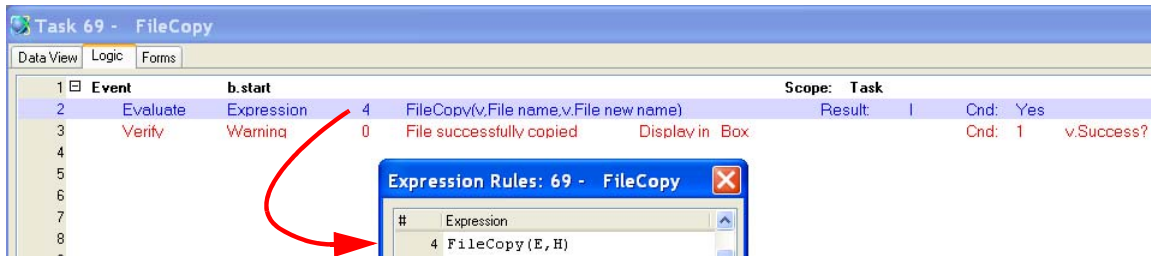 Task 69 - FileCopy
Data View Logic Forms
1 Event b.start Scope: Task
2 Evaluate Expression 4 FileCopy(v.File name,v.File new name) Result: I Cnd: Yes
3 Verify Warning 0 File successfully copied Display in Box Cnd: 1 v.Success?
4
5
6
7
8
Expression Rules: 69 - FileCopy
# Expression
4 FileCopy(E,H)